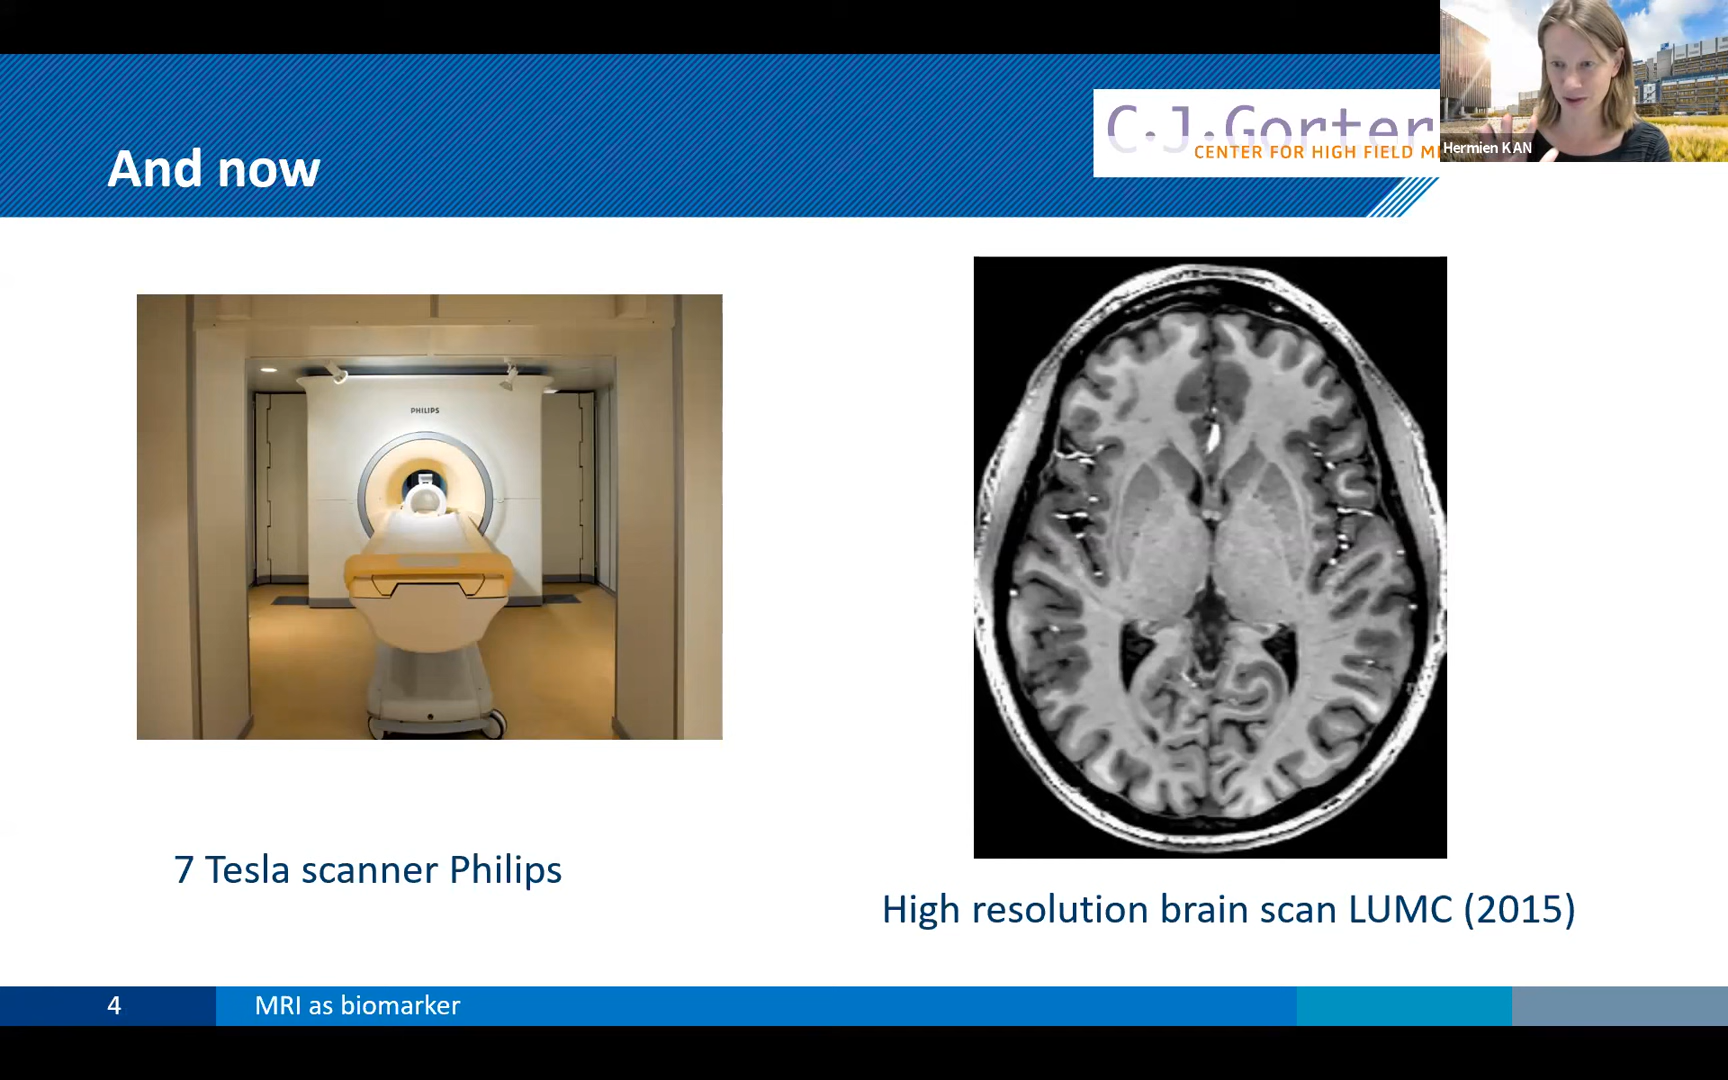 And now
C.J.Gorter
CENTER FOR HIGH FIELD
Hermien KAN
PHILIPS
7 Tesla scanner Philips
High resolution brain scan LUMC (2015)
4
MRI as biomarker